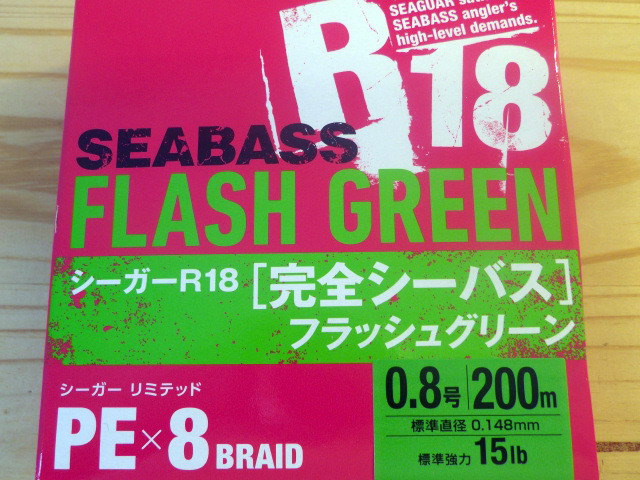 SEAGUAR
SEABASS angler's
high-level demands.
R18
SEABASS
FLASH GREEN
シーガーR18 [完全シーバス]
フラッシュグリーン
シーガー リミテッド
PE×8 BRAID
0.8号 200m
標準直径 0.148mm
標準強力 15lb